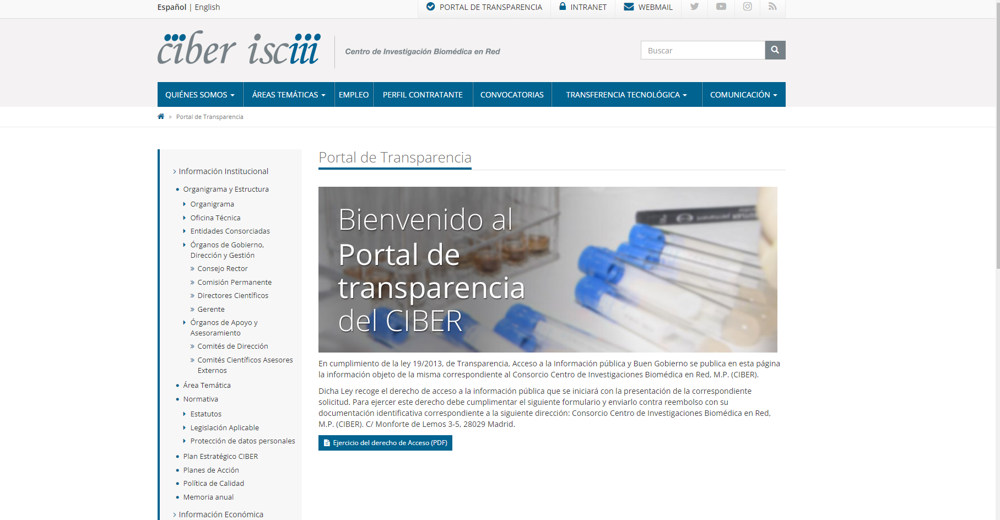 Español | English
PORTAL DE TRANSPARENCIA
INTRANET
WEBMAIL
ciber isciii
Centro de Investigación Biomédica en Red
Buscar
QUIÉNES SOMOS
ÁREAS TEMÁTICAS
EMPLEO
PERFIL CONTRATANTE
CONVOCATORIAS
TRANSFERENCIA TECNOLÓGICA
COMUNICACIÓN
» Portal de Transparencia
Información Institucional
Organigrama y Estructura
Organigrama
Oficina Técnica
Entidades Consorciadas
Órganos de Gobierno,
Dirección y Gestión
Consejo Rector
Comisión Permanente
Directores Científicos
Gerente
Órganos de Apoyo y
Asesoramiento
Comités de Dirección
Comités Científicos Asesores
Externos
Área Temática
Normativa
Estatutos
Legislación Aplicable
Protección de datos personales
Plan Estratégico CIBER
Planes de Acción
Política de Calidad
Memoria anual
Información Económica
Portal de Transparencia
Bienvenido al
Portal de
transparencia
del CIBER
En cumplimiento de la ley 19/2013, de Transparencia, Acceso a la Información pública y Buen Gobierno se publica en esta página
la información objeto de la misma correspondiente al Consorcio Centro de Investigaciones Biomédica en Red, M.P. (CIBER).
Dicha Ley recoge el derecho de acceso a la información pública que se iniciará con la presentación de la correspondiente
solicitud. Para ejercer este derecho debe cumplimentar el siguiente formulario y enviarlo contra reembolso con su
documentación identificativa correspondiente a la siguiente dirección: Consorcio Centro de Investigaciones Biomédica en Red,
M.P. (CIBER). C/ Monforte de Lemos 3-5, 28029 Madrid.
Ejercicio del derecho de Acceso (PDF)